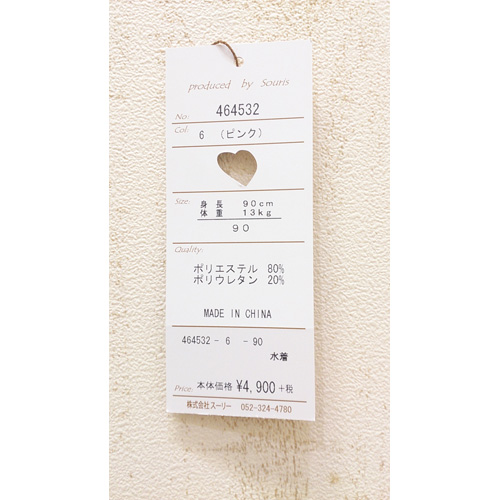 produced by Souris
No: 464532
Col: 6 (ピンク)
Size: 身長 90cm
体重 13kg
90
Quality:
ポリエステル 80%
ポリウレタン 20%
MADE IN CHINA
464532 - 6 - 90
水着
Price: 本体価格 ¥4,900+税
株式会社スーリー 052-324-4780